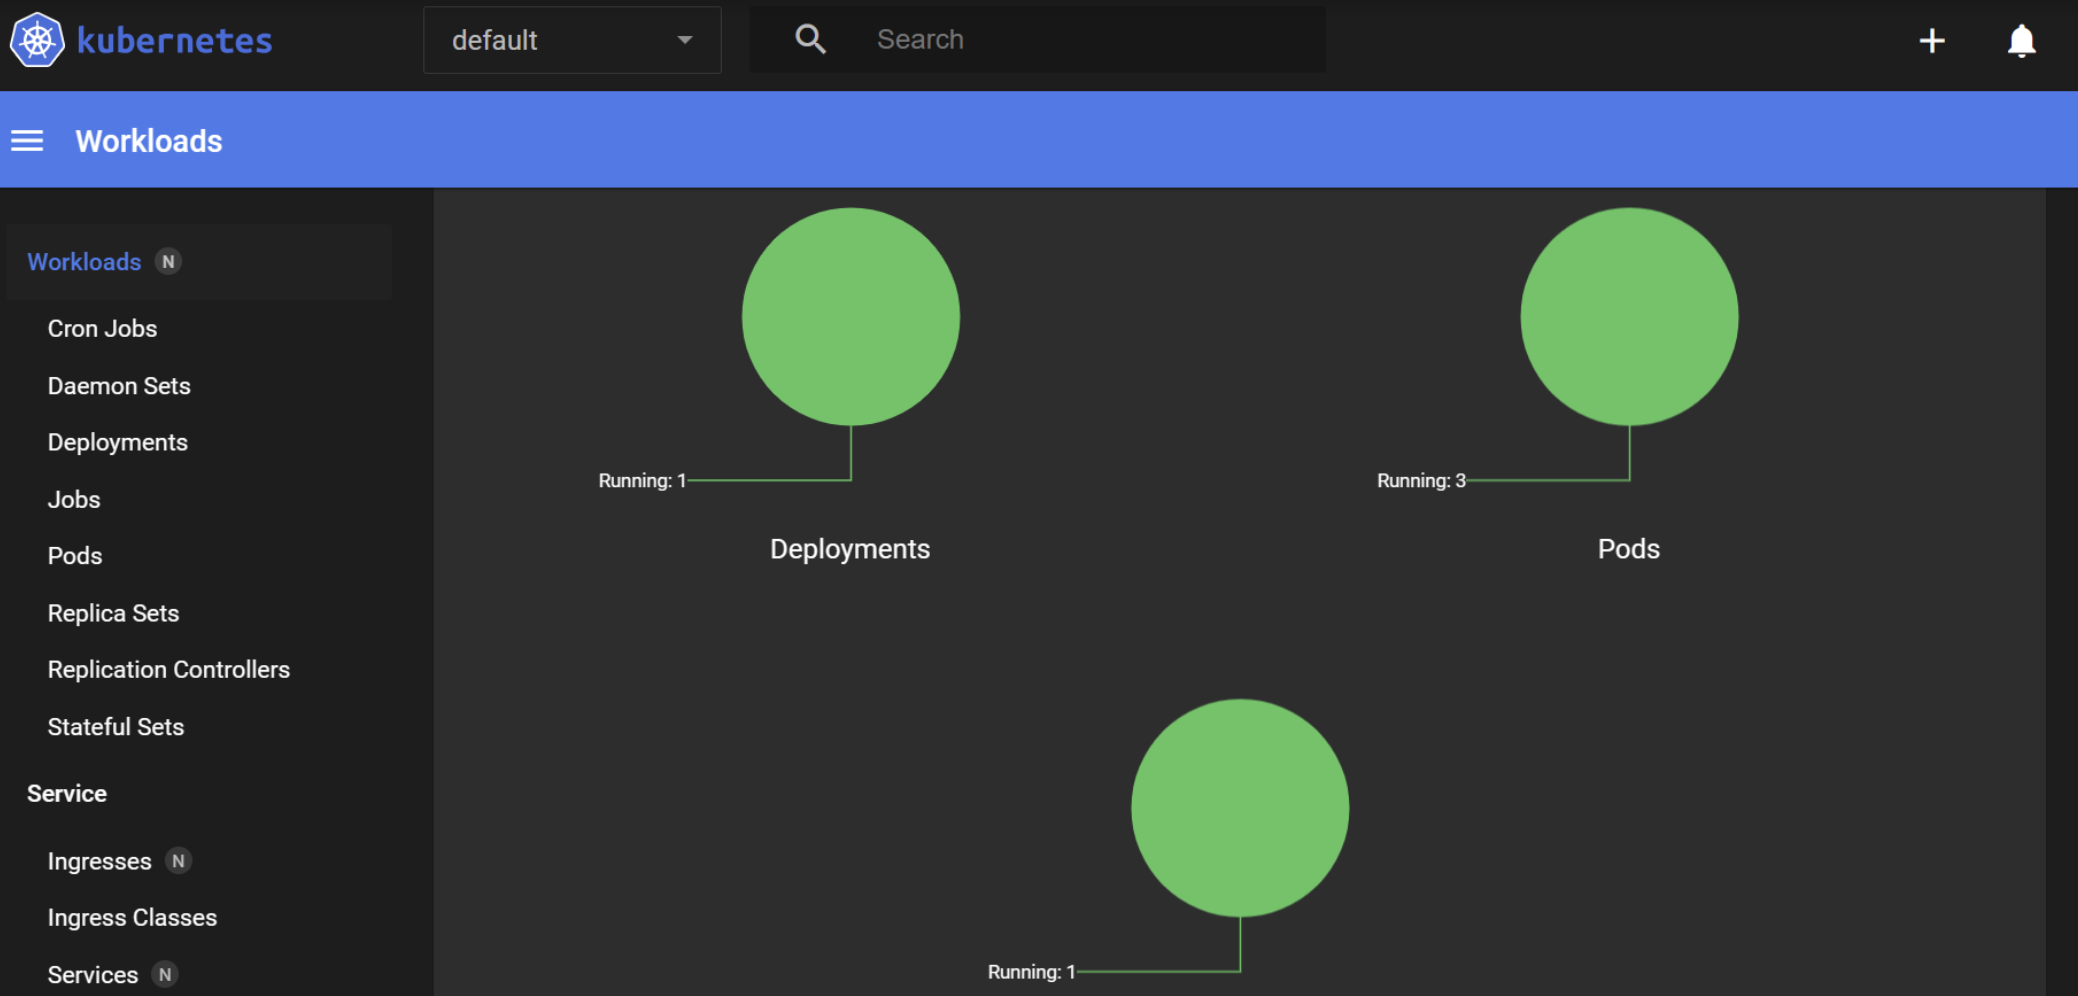 kubernetes
default
Search
Workloads
Workloads N
Cron Jobs
Daemon Sets
Deployments
Jobs
Pods
Replica Sets
Replication Controllers
Stateful Sets
Service
Ingresses N
Ingress Classes
Services N
Running: 1
Deployments
Running: 3
Pods
Running: 1